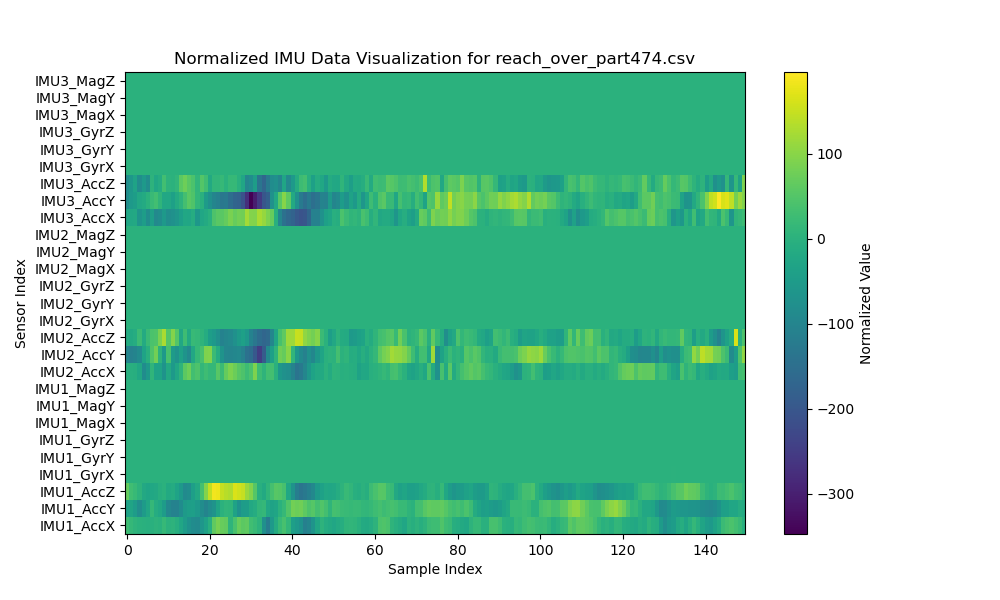 Normalized IMU Data Visualization for reach_over_part474.csv
IMU3_MagZ
IMU3_MagY
IMU3_MagX
IMU3_GyrZ
IMU3_GyrY
IMU3_GyrX
IMU3_AccZ
IMU3_AccY
IMU3_AccX
IMU2_MagZ
IMU2_MagY
IMU2_MagX
IMU2_GyrZ
IMU2_GyrY
IMU2_GyrX
IMU2_AccZ
IMU2_AccY
IMU2_AccX
IMU1_MagZ
IMU1_MagY
IMU1_MagX
IMU1_GyrZ
IMU1_GyrY
IMU1_GyrX
IMU1_AccZ
IMU1_AccY
IMU1_AccX
Sensor Index
0 20 40 60 80 100 120 140
Sample Index
100
0
−100
−200
−300
Normalized Value